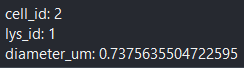 cell_id: 2
lys_id: 1
diameter_um: 0.7375635504722595